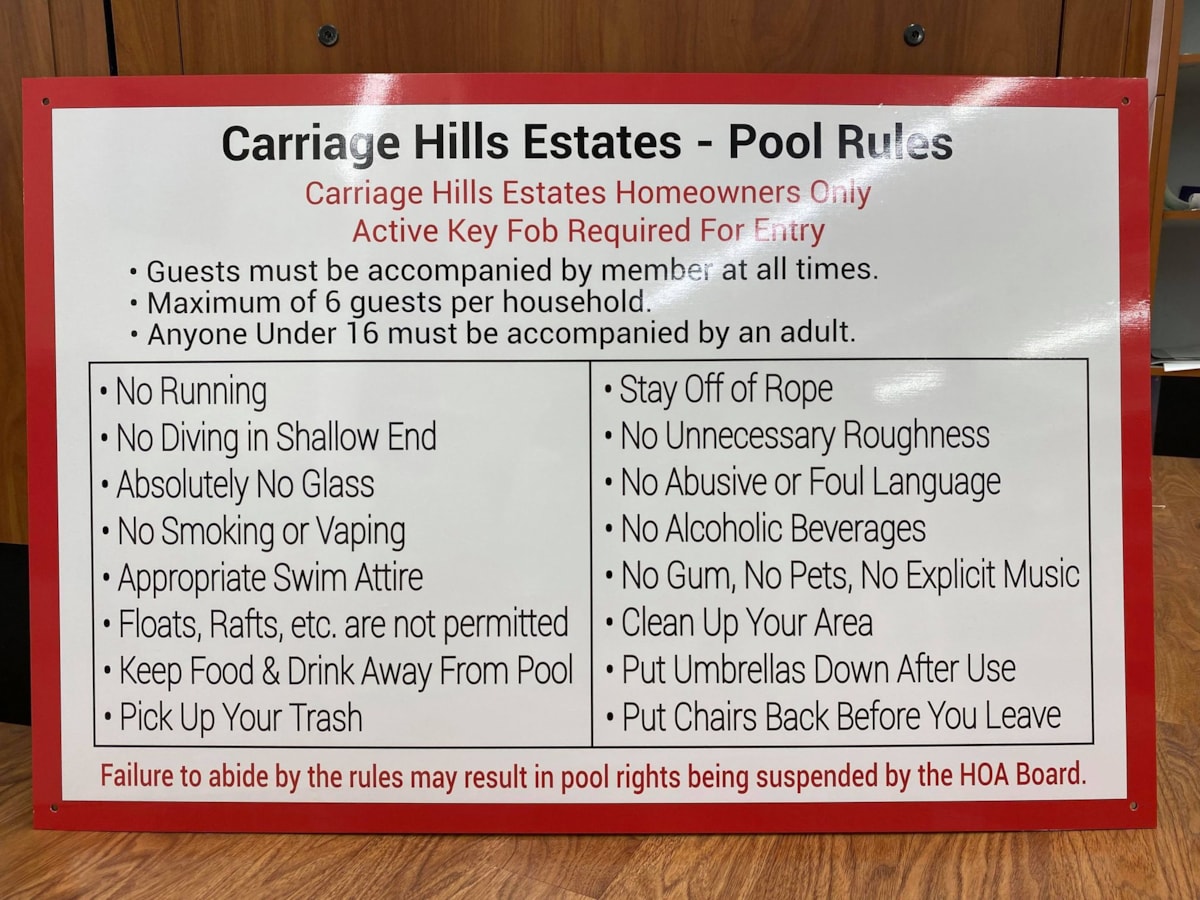 Carriage Hills Estates - Pool Rules
Carriage Hills Estates Homeowners Only
Active Key Fob Required For Entry
• Guests must be accompanied by member at all times.
• Maximum of 6 guests per household.
• Anyone Under 16 must be accompanied by an adult.
• No Running
• No Diving in Shallow End
• Absolutely No Glass
• No Smoking or Vaping
• Appropriate Swim Attire
• Floats, Rafts, etc. are not permitted
• Keep Food & Drink Away From Pool
• Pick Up Your Trash
• Stay Off of Rope
• No Unnecessary Roughness
• No Abusive or Foul Language
• No Alcoholic Beverages
• No Gum, No Pets, No Explicit Music
• Clean Up Your Area
• Put Umbrellas Down After Use
• Put Chairs Back Before You Leave
Failure to abide by the rules may result in pool rights being suspended by the HOA Board.